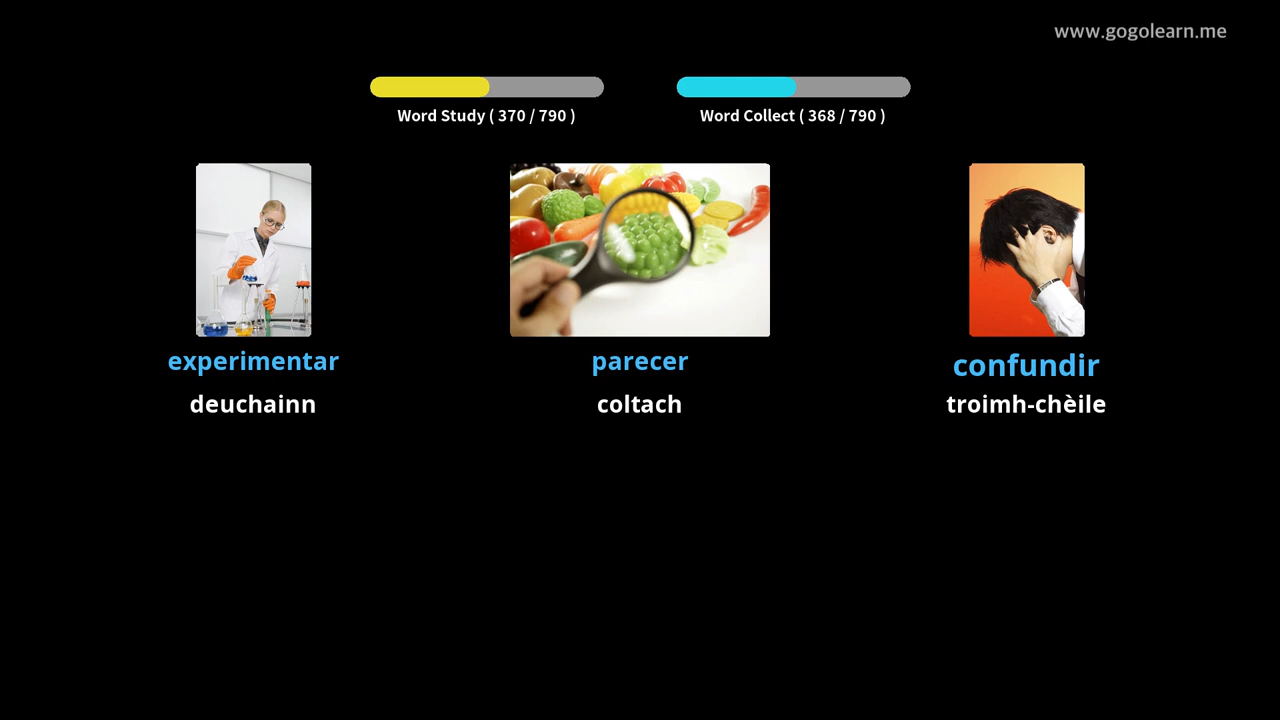 www.gogolearn.me
Word Study ( 370 / 790 )
Word Collect ( 368 / 790 )
experimentar
parecer
confundir
deuchainn
coltach
troimh-chèile